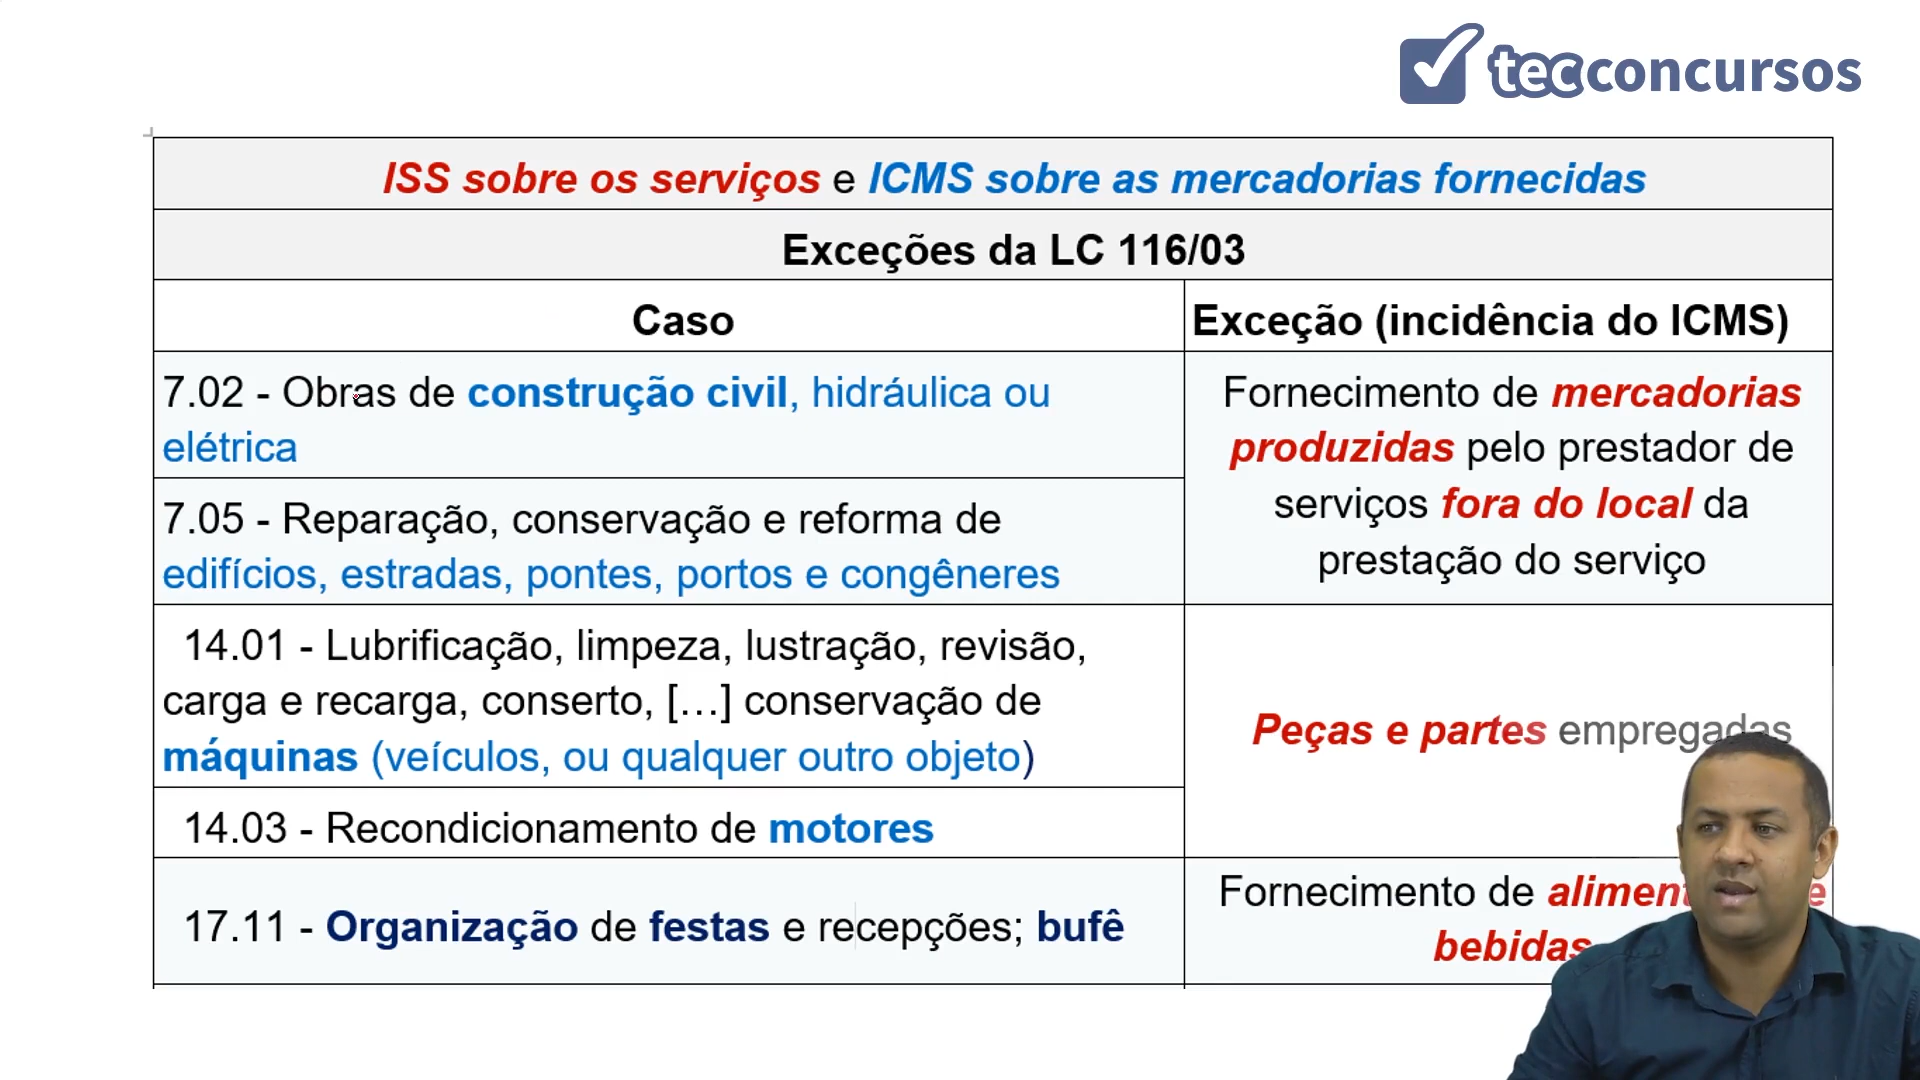 tecconcursos
ISS sobre os serviços e ICMS sobre as mercadorias fornecidas
Exceções da LC 116/03
Caso
Exceção (incidência do ICMS)
7.02 - Obras de construção civil, hidráulica ou
elétrica
7.05 - Reparação, conservação e reforma de
edifícios, estradas, pontes, portos e congêneres
Fornecimento de mercadorias
produzidas pelo prestador de
serviços fora do local da
prestação do serviço
14.01 - Lubrificação, limpeza, lustração, revisão,
carga e recarga, conserto, […] conservação de
máquinas (veículos, ou qualquer outro objeto)
14.03 - Recondicionamento de motores
Peças e partes empregadas
17.11 - Organização de festas e recepções; bufê
Fornecimento de e
bebidas